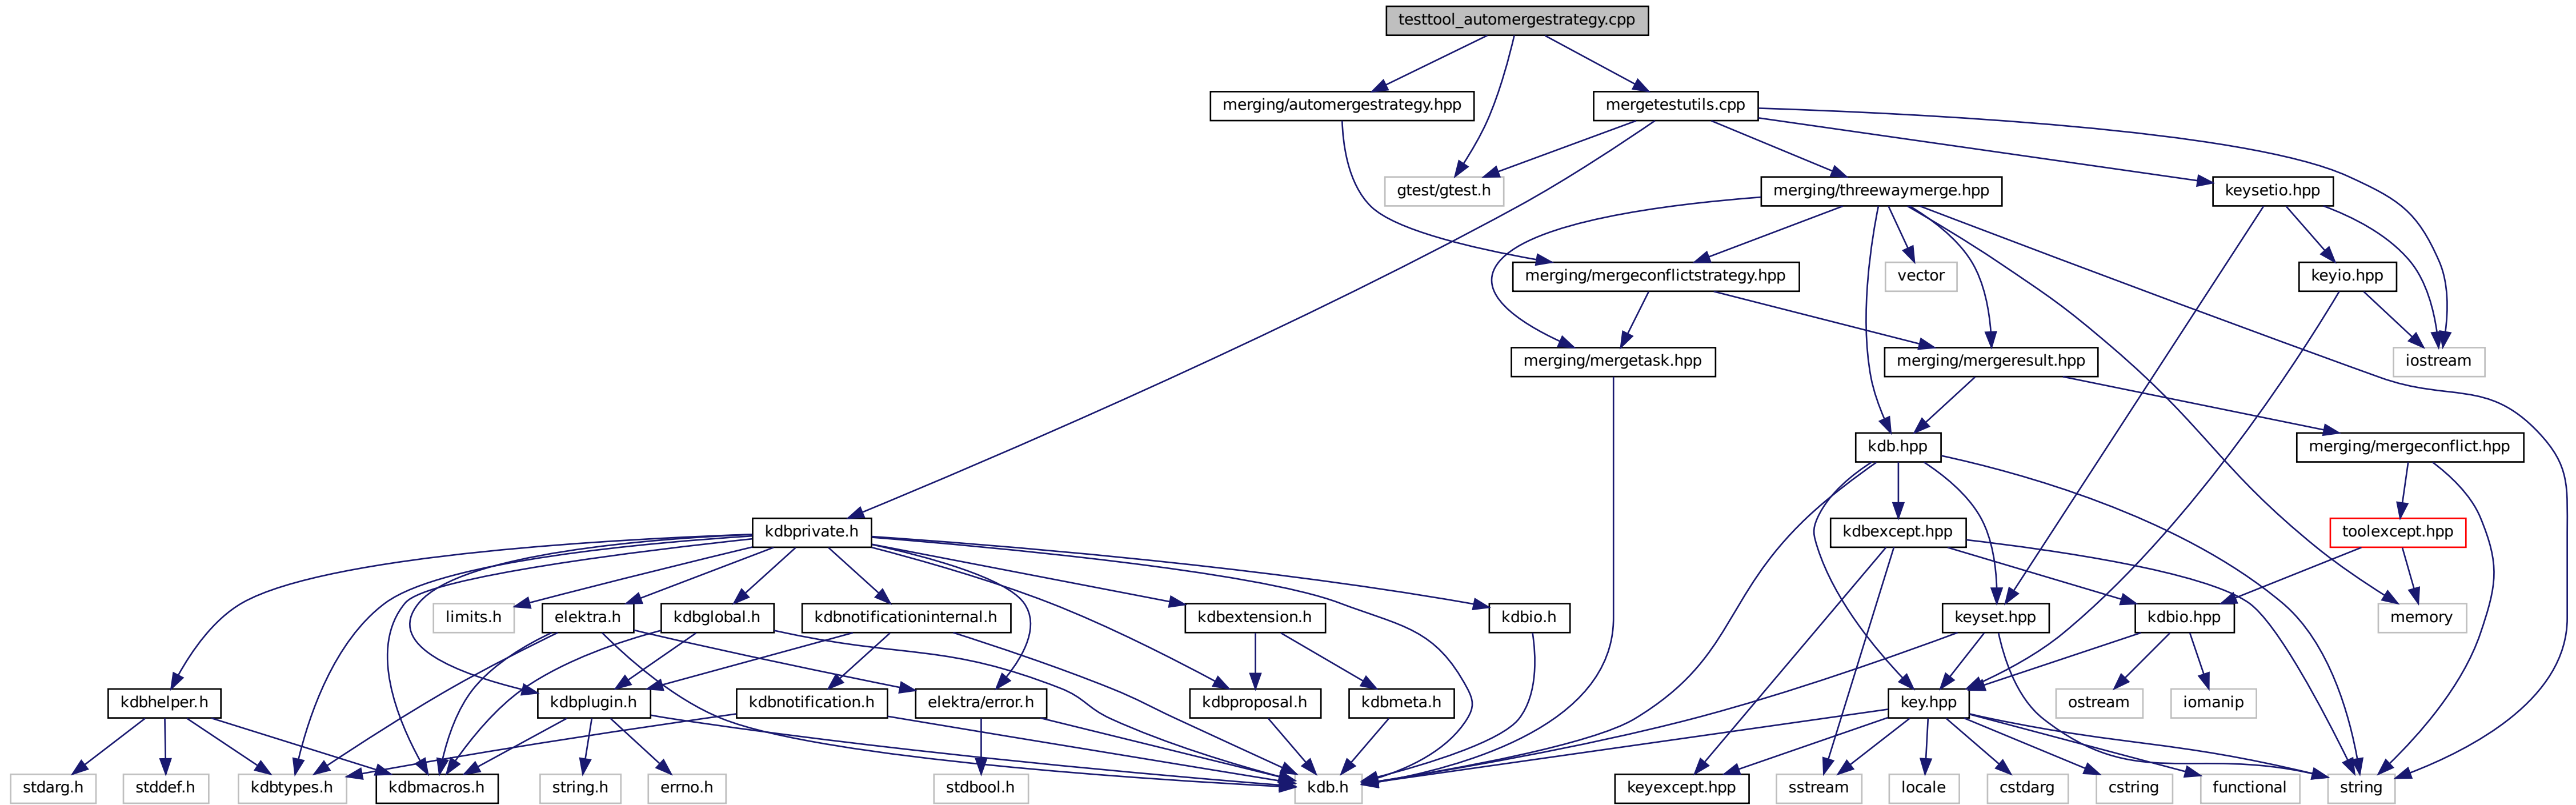 testtool_automergestrategy.cpp
merging/automergestrategy.hpp
mergetestutils.cpp
gtest/gtest.h
merging/threewaymerge.hpp
keysetio.hpp
merging/mergeconflictstrategy.hpp
vector
keyio.hpp
merging/mergetask.hpp
merging/mergeresult.hpp
iostream
kdb.hpp
merging/mergeconflict.hpp
kdbprivate.h
kdbexcept.hpp
toolexcept.hpp
limits.h
elektra.h
kdbglobal.h
kdbnotificationinternal.h
kdbextension.h
kdbio.h
keyset.hpp
kdbio.hpp
memory
kdbhelper.h
kdbplugin.h
kdbnotification.h
elektra/error.h
kdbproposal.h
kdbmeta.h
key.hpp
ostream
iomanip
stdarg.h
stddef.h
kdbtypes.h
kdbmacros.h
string.h
errno.h
stdbool.h
kdb.h
keyexcept.hpp
sstream
locale
cstdarg
cstring
functional
string